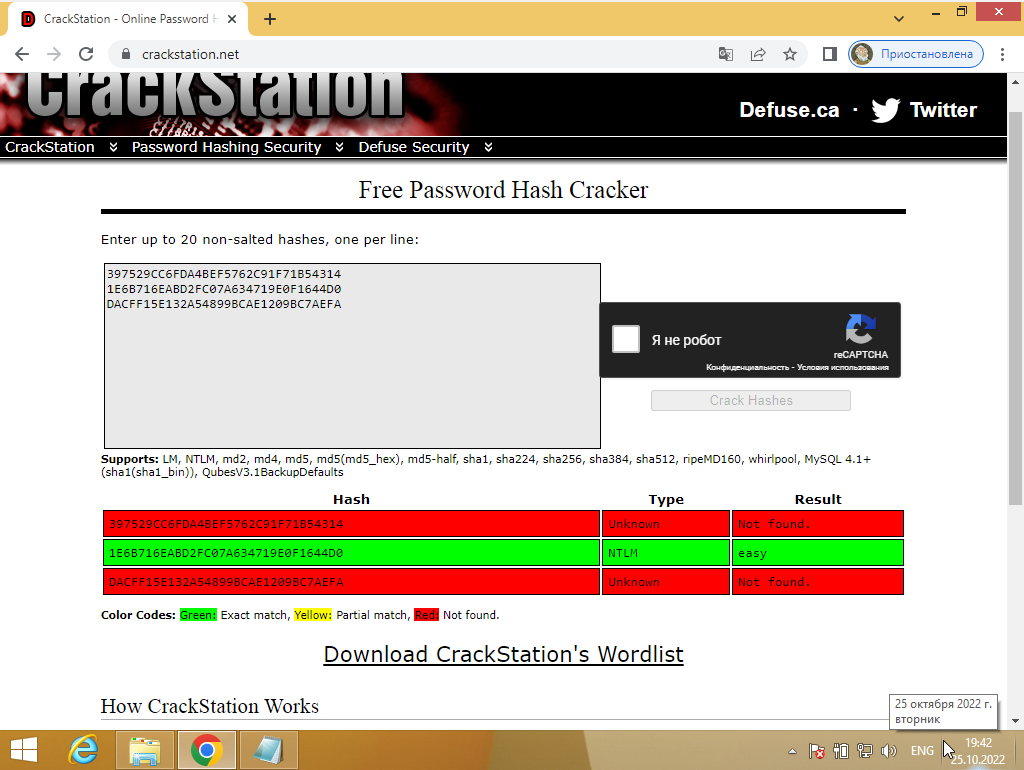 CrackStation - Online Password H
crackstation.net
Приостановлена
CrackStation
Defuse.ca · Twitter
CrackStation Password Hashing Security Defuse Security
Free Password Hash Cracker
Enter up to 20 non-salted hashes, one per line:
397529CC6FDA4BEF5762C91F71B54314
1E6B716EABD2FC07A634719E0F1644D0
DACFF15E132A54899BCAE1209BC7AEFA
Я не робот
reCAPTCHA
Конфиденциальность - Условия использования
Crack Hashes
Supports: LM, NTLM, md2, md4, md5, md5(md5_hex), md5-half, sha1, sha224, sha256, sha384, sha512, ripeMD160, whirlpool, MySQL 4.1+
(sha1(sha1_bin)), QubesV3.1BackupDefaults
Hash Type Result
397529CC6FDA4BEF5762C91F71B54314 Unknown Not found.
1E6B716EABD2FC07A634719E0F1644D0 NTLM easy
DACFF15E132A54899BCAE1209BC7AEFA Unknown Not found.
Color Codes: Green: Exact match, Yellow: Partial match, Red: Not found.
Download CrackStation's Wordlist
How CrackStation Works
25 октября 2022 г.
вторник
ENG 19:42
25.10.2022